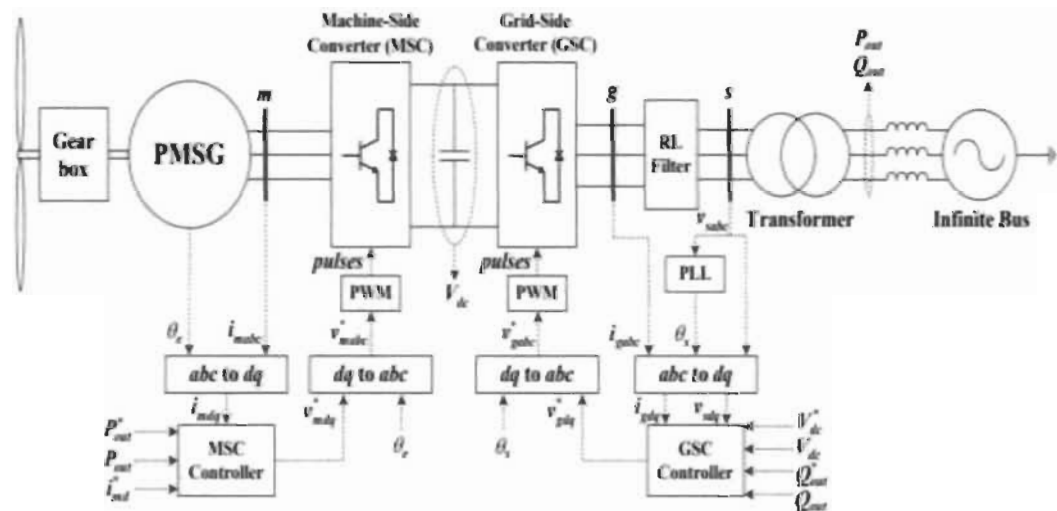 Machine-Side
Converter (MSC)
Grid-Side
Converter (GSC)
P_out
Q_out
m
g
s
Gear
box
PMSG
RL
Filter
Transformer
Infinite Bus
v_sabc
pulses
pulses
PWM
V_dc
PWM
PLL
θ_e
i_mabc
v*_mabc
v*_gabc
i_gabc
θ_s
abc to dq
dq to abc
dq to abc
abc to dq
i_mdq
v*_mdq
v*_gdq
i_gdq
v_sdq
P*_out
P_out
i*_md
MSC
Controller
θ_e
θ_s
GSC
Controller
V*_dc
V_dc
Q*_out
Q_out